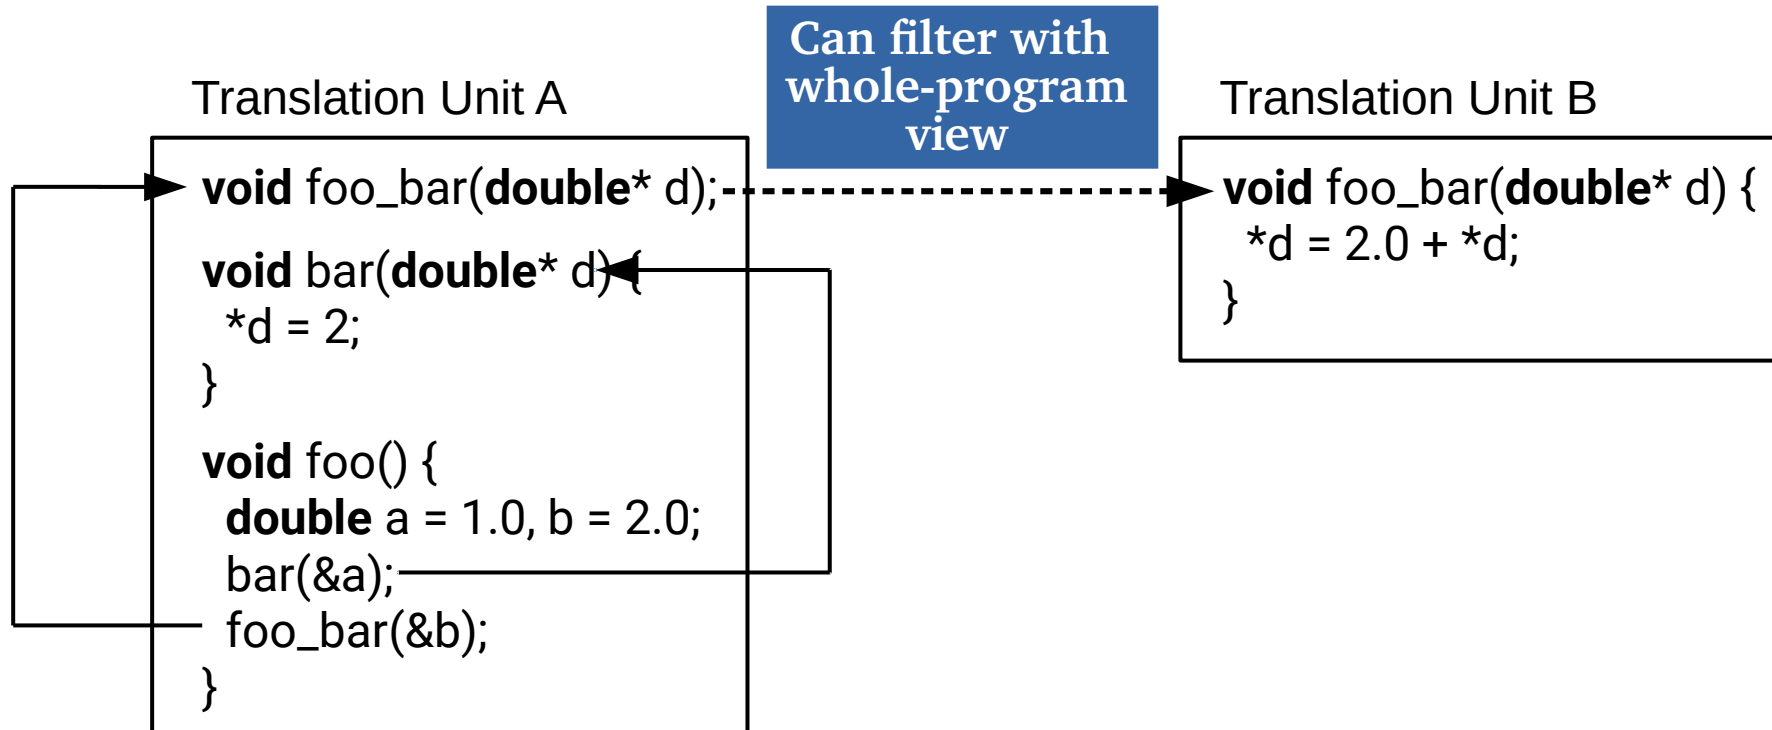 Can filter with
whole-program
view
Translation Unit A
void foo_bar(double* d);
void bar(double* d) {
*d = 2;
}
void foo() {
double a = 1.0, b = 2.0;
bar(&a);
foo_bar(&b);
}
Translation Unit B
void foo_bar(double* d) {
*d = 2.0 + *d;
}